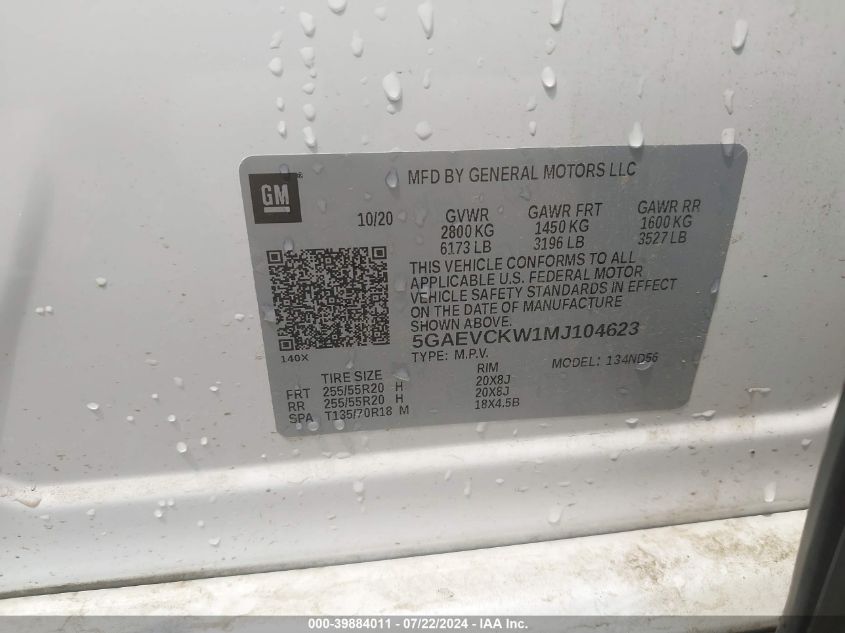 GM ®
MFD BY GENERAL MOTORS LLC
10/20 GVWR GAWR FRT GAWR RR
2800 KG 1450 KG 1600 KG
6173 LB 3196 LB 3527 LB
THIS VEHICLE CONFORMS TO ALL
APPLICABLE U.S. FEDERAL MOTOR
VEHICLE SAFETY STANDARDS IN EFFECT
ON THE DATE OF MANUFACTURE
SHOWN ABOVE.
5GAEVCKW1MJ104623
140X
TYPE: M.P.V. MODEL: 134ND56
TIRE SIZE RIM
FRT 255/55R20 H 20X8J
RR 255/55R20 H 20X8J
SPA T135/70R18 M 18X4.5B
000-39884011 - 07/22/2024 - IAA Inc.